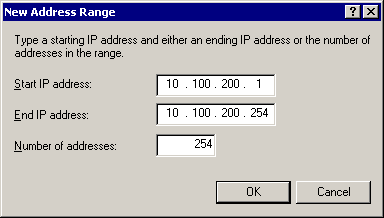 New Address Range
Type a starting IP address and either an ending IP address or the number of
addresses in the range.
Start IP address: 10 . 100 . 200 . 1
End IP address: 10 . 100 . 200 . 254
Number of addresses: 254
OK Cancel